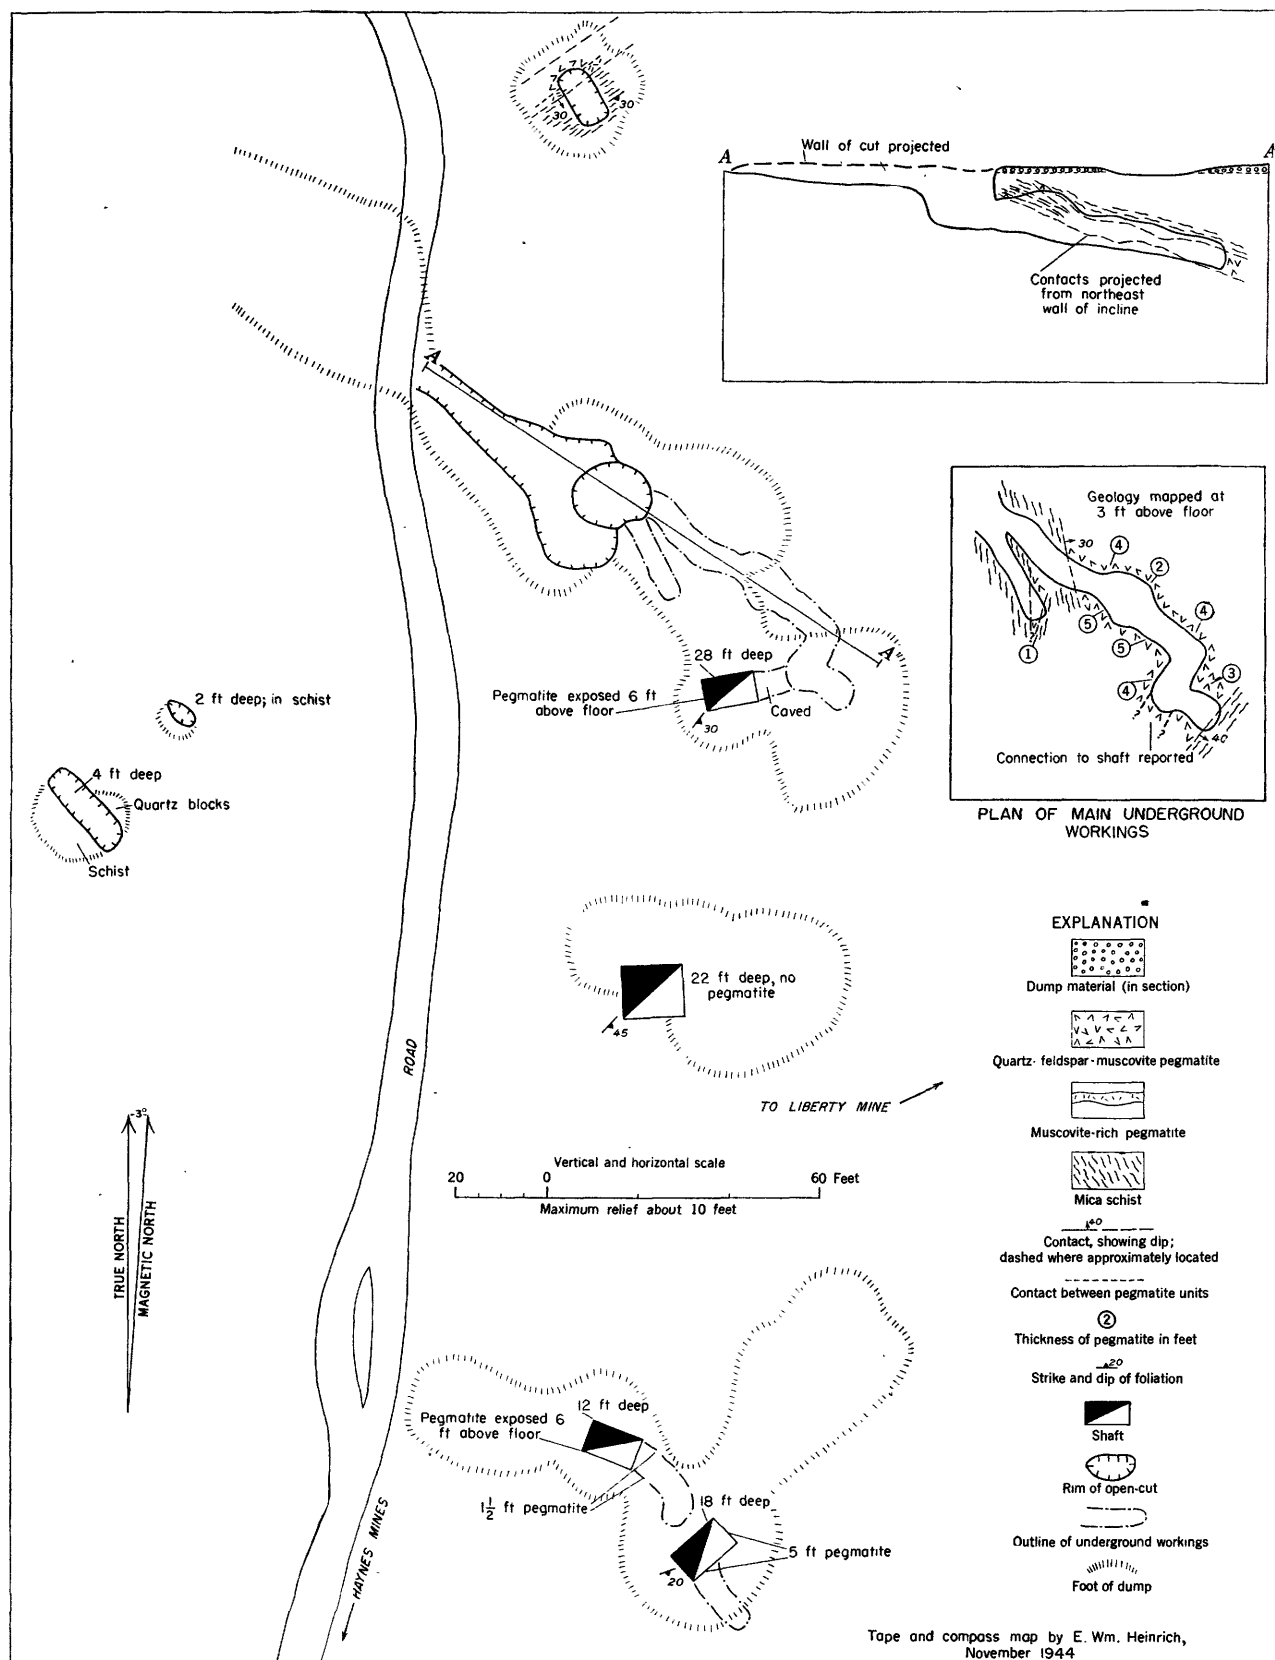 30
30
A
Wall of cut projected
A
Contacts projected
from northeast
wall of incline
A
Geology mapped at
3 ft above floor
30
4
2
4
5
5
1
4
3
?
?
40
Connection to shaft reported
PLAN OF MAIN UNDERGROUND
WORKINGS
28 ft deep
A
Pegmatite exposed 6 ft
above floor
Caved
30
2 ft deep; in schist
4 ft deep
Quartz blocks
Schist
22 ft deep, no
pegmatite
45
ROAD
TO LIBERTY MINE
3°
TRUE NORTH
MAGNETIC NORTH
Vertical and horizontal scale
20 0 60 Feet
Maximum relief about 10 feet
12 ft deep
Pegmatite exposed 6
ft above floor
1 1/2 ft pegmatite
18 ft deep
5 ft pegmatite
20
HAYNES MINES
EXPLANATION
Dump material (in section)
Quartz-feldspar-muscovite pegmatite
Muscovite-rich pegmatite
Mica schist
40
Contact, showing dip;
dashed where approximately located
Contact between pegmatite units
2
Thickness of pegmatite in feet
20
Strike and dip of foliation
Shaft
Rim of open-cut
Outline of underground workings
Foot of dump
Tape and compass map by E. Wm. Heinrich,
November 1944